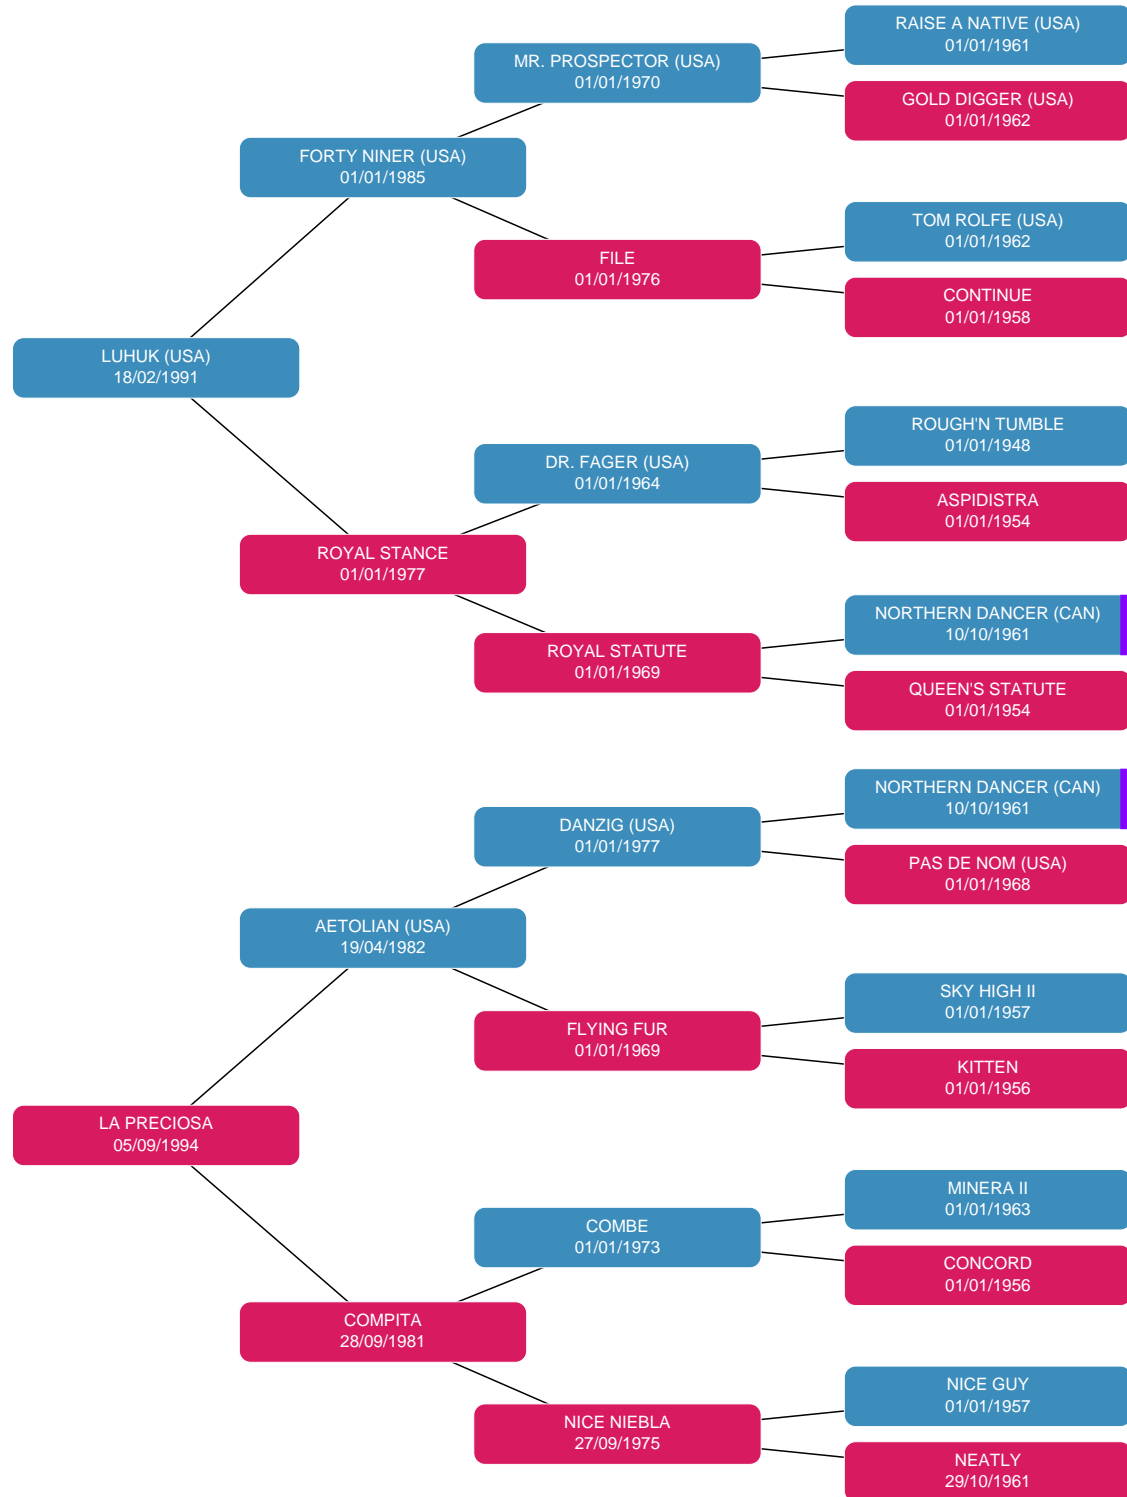 RAISE A NATIVE (USA)
01/01/1961
MR. PROSPECTOR (USA)
01/01/1970
GOLD DIGGER (USA)
01/01/1962
FORTY NINER (USA)
01/01/1985
TOM ROLFE (USA)
01/01/1962
FILE
01/01/1976
CONTINUE
01/01/1958
LUHUK (USA)
18/02/1991
ROUGH'N TUMBLE
01/01/1948
DR. FAGER (USA)
01/01/1964
ASPIDISTRA
01/01/1954
ROYAL STANCE
01/01/1977
NORTHERN DANCER (CAN)
10/10/1961
ROYAL STATUTE
01/01/1969
QUEEN'S STATUTE
01/01/1954
NORTHERN DANCER (CAN)
10/10/1961
DANZIG (USA)
01/01/1977
PAS DE NOM (USA)
01/01/1968
AETOLIAN (USA)
19/04/1982
SKY HIGH II
01/01/1957
FLYING FUR
01/01/1969
KITTEN
01/01/1956
LA PRECIOSA
05/09/1994
MINERA II
01/01/1963
COMBE
01/01/1973
CONCORD
01/01/1956
COMPITA
28/09/1981
NICE GUY
01/01/1957
NICE NIEBLA
27/09/1975
NEATLY
29/10/1961